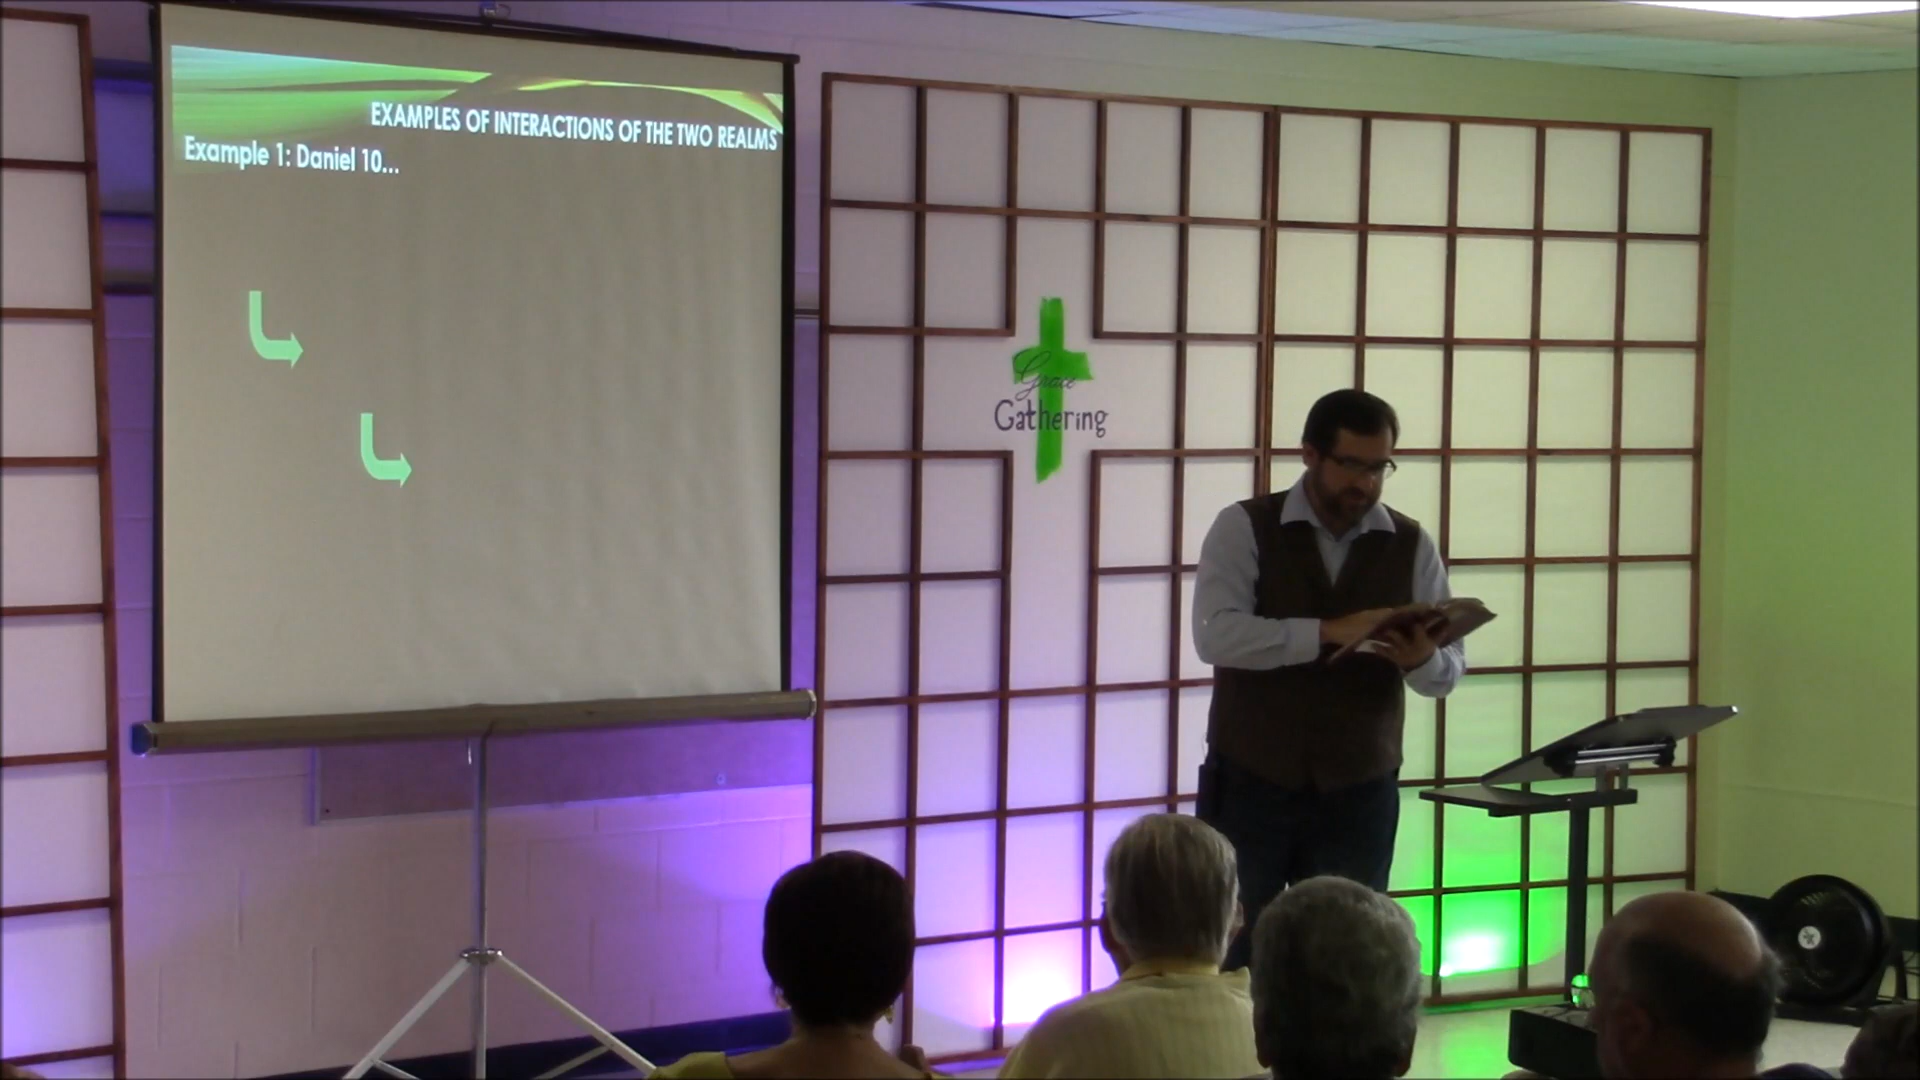 EXAMPLES OF INTERACTIONS OF THE TWO REALMS
Example 1: Daniel 10...
Grace
Gathering